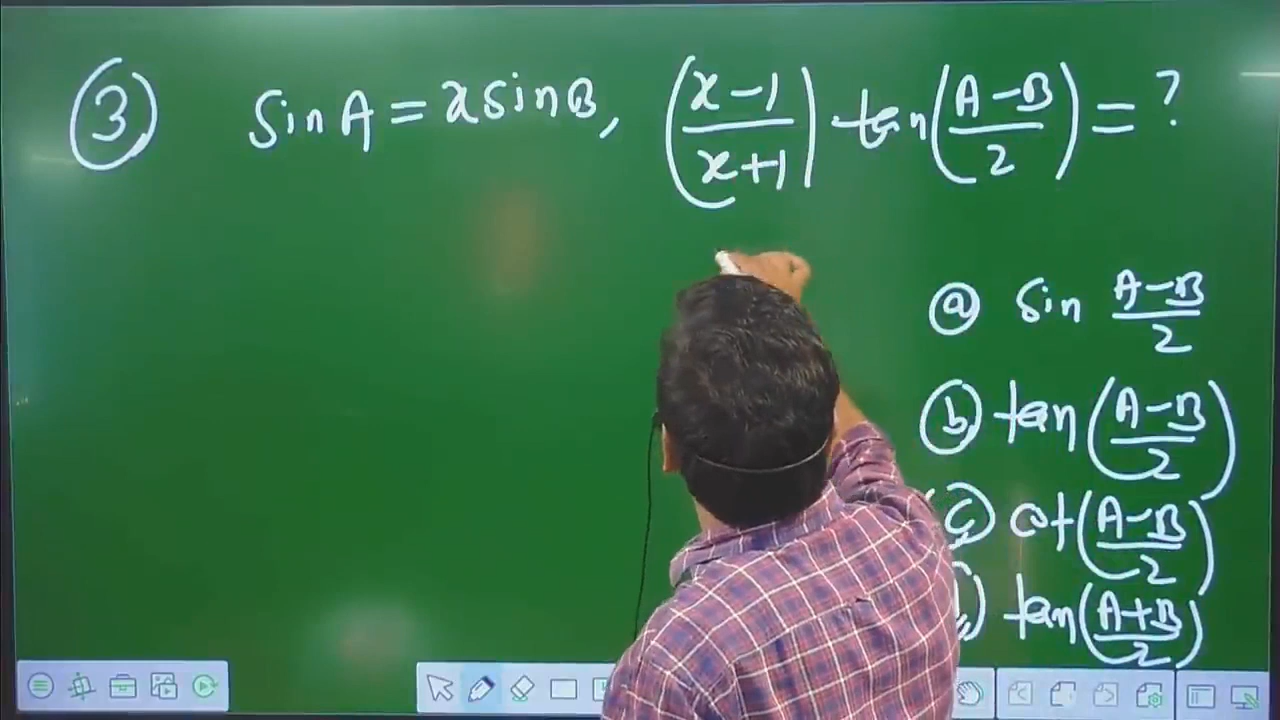 ③ sin A = x sin B, ((x-1)/(x+1)) · tan((A-B)/2) = ?
ⓐ sin (A-B)/2
ⓑ tan((A-B)/2)
ⓒ cot((A-B)/2)
tan((A+B)/2)